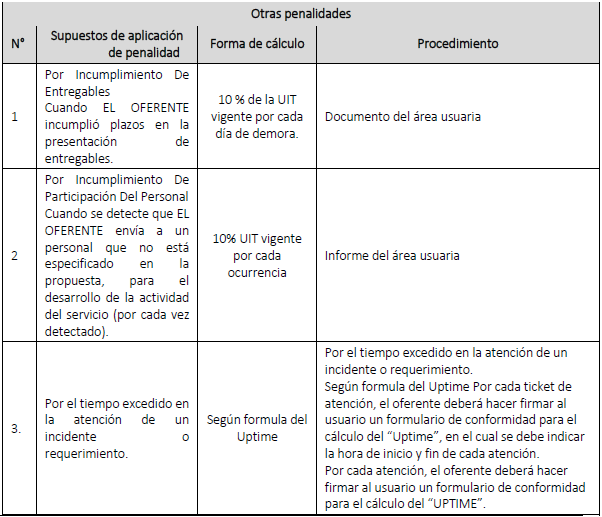 Otras penalidades
N°
Supuestos de aplicación
de penalidad
Forma de cálculo
Procedimiento
1
Por Incumplimiento De
Entregables
Cuando EL OFERENTE
incumplió plazos en la
presentación de
entregables.
10 % de la UIT
vigente por cada
día de demora.
Documento del área usuaria
2
Por Incumplimiento De
Participación Del Personal
Cuando se detecte que EL
OFERENTE envía a un
personal que no está
especificado en la
propuesta, para el
desarrollo de la actividad
del servicio (por cada vez
detectado).
10% UIT vigente
por cada
ocurrencia
Informe del área usuaria
3.
Por el tiempo excedido en
la atención de un
incidente o
requerimiento.
Según formula del
Uptime
Por el tiempo excedido en la atención de un
incidente o requerimiento.
Según formula del Uptime Por cada ticket de
atención, el oferente deberá hacer firmar al
usuario un formulario de conformidad para el
cálculo del “Uptime”, en el cual se debe indicar
la hora de inicio y fin de cada atención.
Por cada atención, el oferente deberá hacer
firmar al usuario un formulario de conformidad
para el cálculo del “UPTIME”.